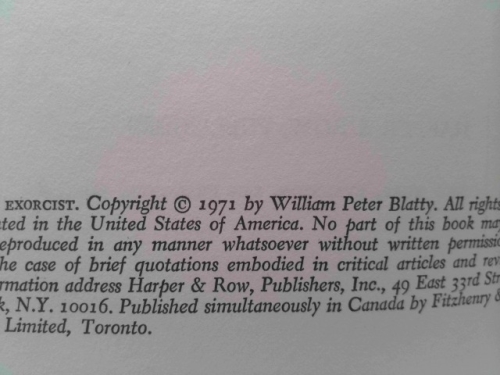 EXORCIST. Copyright © 1971 by William Peter Blatty. All rights
ted in the United States of America. No part of this book may
eproduced in any manner whatsoever without written permissio
he case of brief quotations embodied in critical articles and rev
rmation address Harper & Row, Publishers, Inc., 49 East 33rd Str
k, N.Y. 10016. Published simultaneously in Canada by Fitzhenry &
Limited, Toronto.